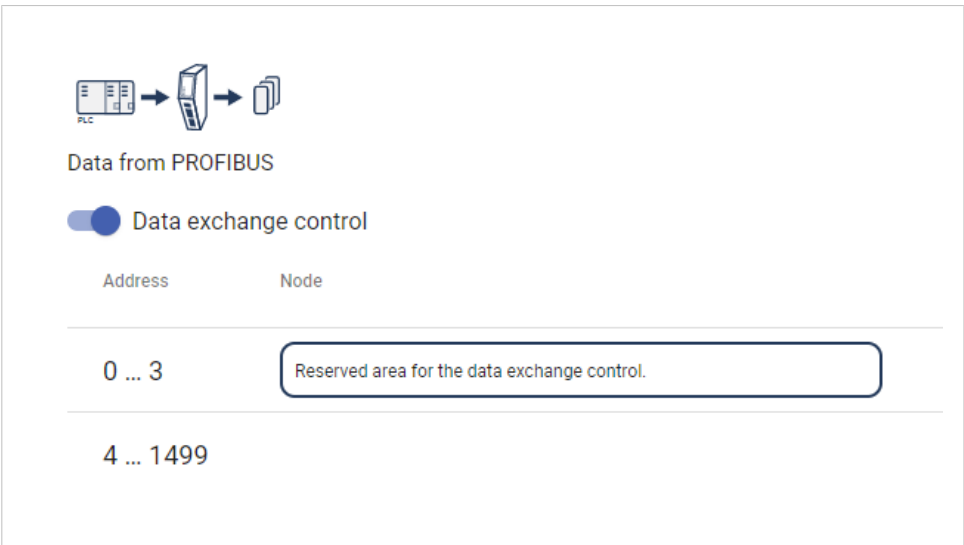 PLC
Data from PROFIBUS
Data exchange control
Address Node
0 ... 3 Reserved area for the data exchange control.
4 ... 1499